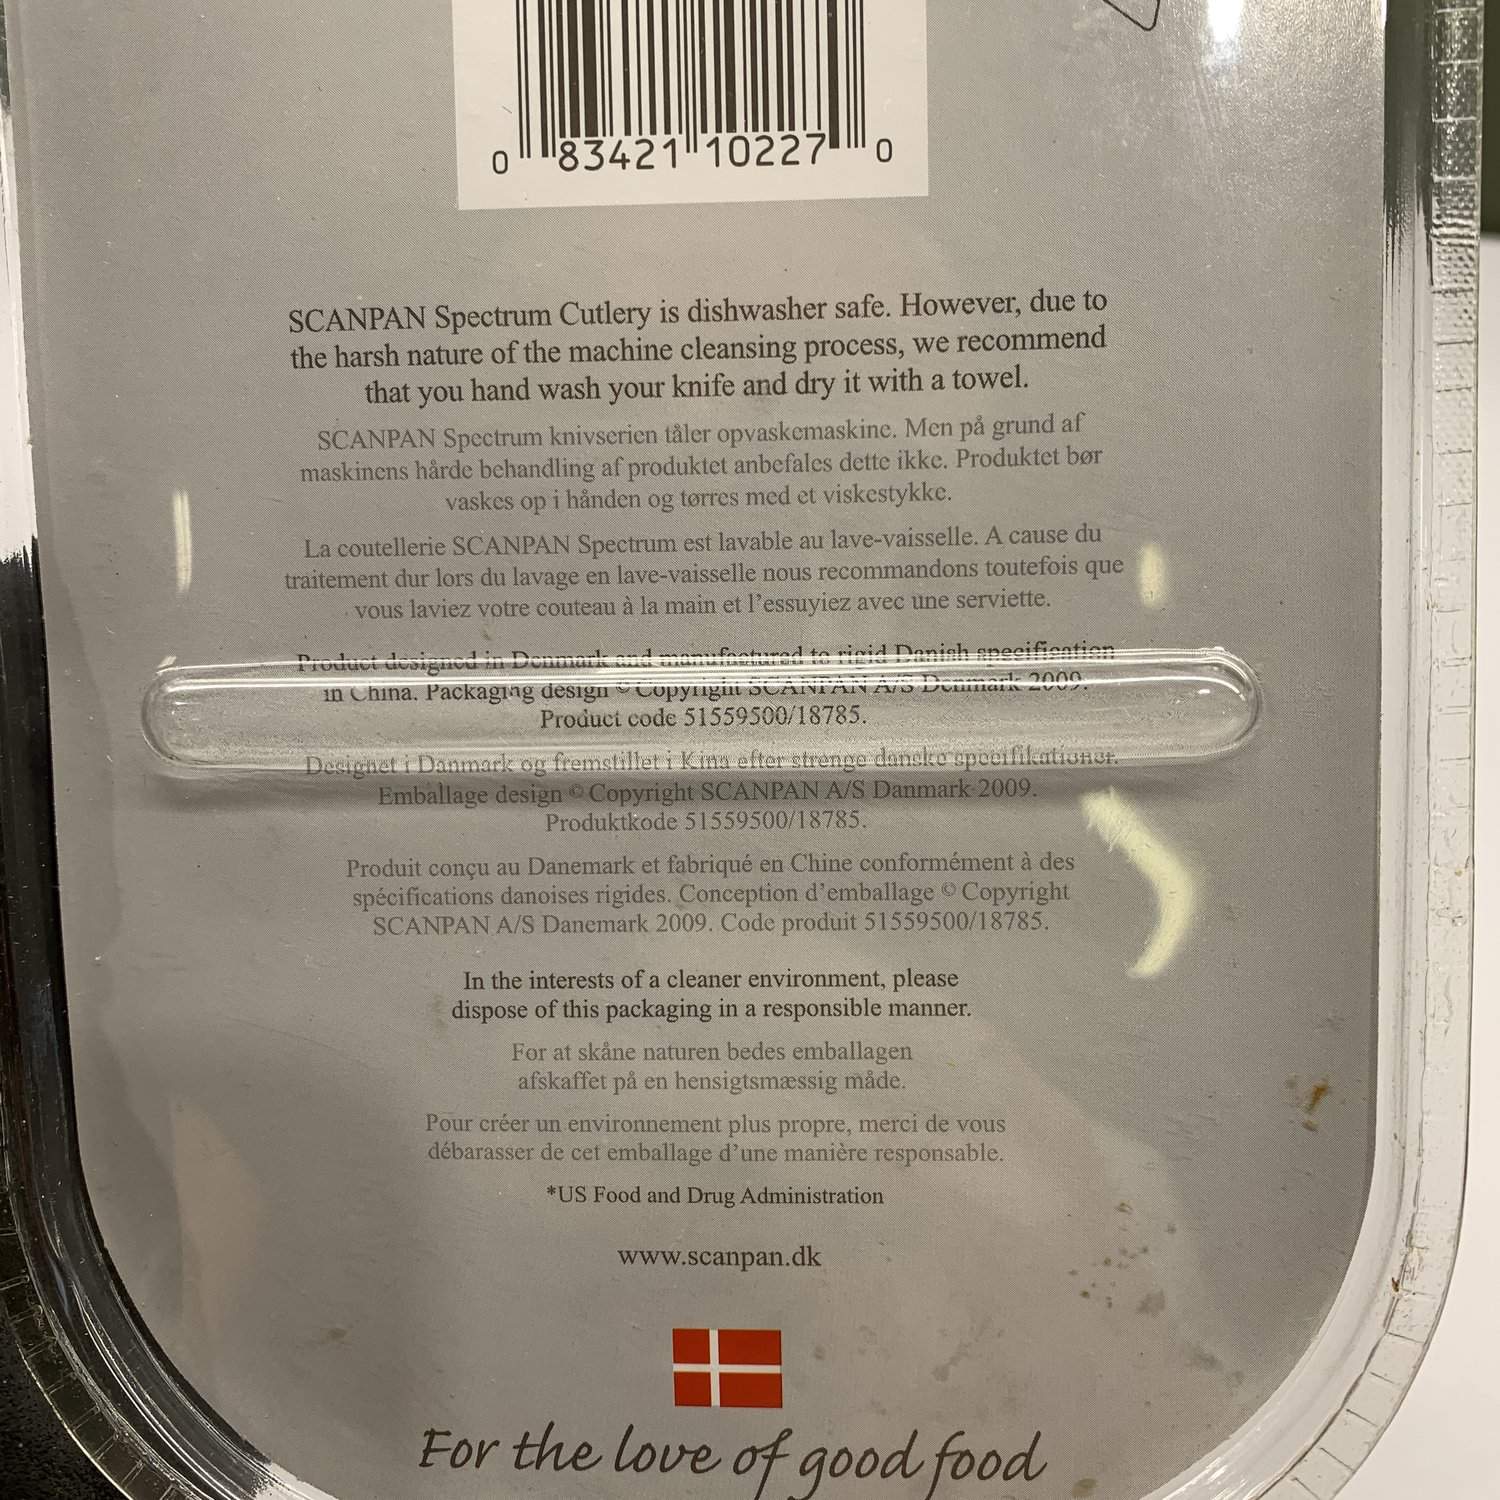 0 83421 10227 0
SCANPAN Spectrum Cutlery is dishwasher safe. However, due to
the harsh nature of the machine cleansing process, we recommend
that you hand wash your knife and dry it with a towel.
SCANPAN Spectrum knivserien tåler opvaskemaskine. Men på grund af
maskinens hårde behandling af produktet anbefales dette ikke. Produktet bør
vaskes op i hånden og tørres med et viskestykke.
La coutellerie SCANPAN Spectrum est lavable au lave-vaisselle. A cause du
traitement dur lors du lavage en lave-vaisselle nous recommandons toutefois que
vous laviez votre couteau à la main et l'essuyiez avec une serviette.
Product designed in Denmark and manufactured to rigid Danish specification
in China. Packaging design © Copyright SCANPAN A/S Denmark 2009.
Product code 51559500/18785.
Designet i Danmark og fremstillet i Kina efter strenge danske specifikationer.
Emballage design © Copyright SCANPAN A/S Danmark 2009.
Produktkode 51559500/18785.
Produit conçu au Danemark et fabriqué en Chine conformément à des
spécifications danoises rigides. Conception d'emballage © Copyright
SCANPAN A/S Danemark 2009. Code produit 51559500/18785.
In the interests of a cleaner environment, please
dispose of this packaging in a responsible manner.
For at skåne naturen bedes emballagen
afskaffet på en hensigtsmæssig måde.
Pour créer un environnement plus propre, merci de vous
débarasser de cet emballage d'une manière responsable.
*US Food and Drug Administration
www.scanpan.dk
For the love of good food